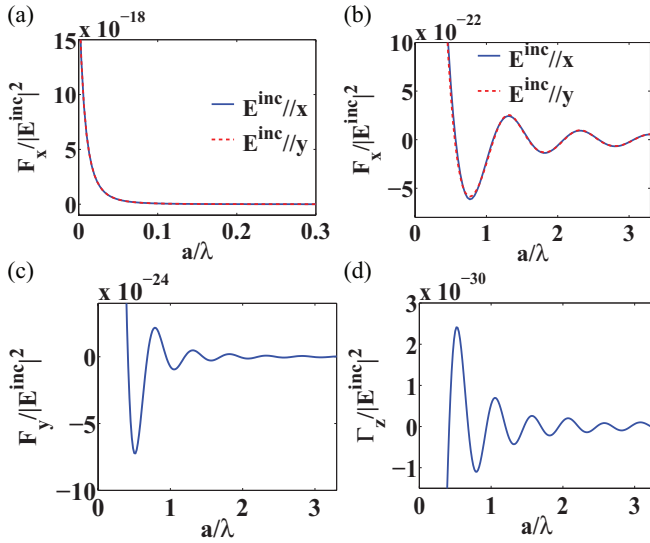 (a)
x 10⁻¹⁸
15
10
5
0
F_x/|E^inc|²
E^inc//x
E^inc//y
0 0.1 0.2 0.3
a/λ
(b)
x 10⁻²²
10
5
0
−5
F_x/|E^inc|²
E^inc//x
E^inc//y
0 1 2 3
a/λ
(c)
x 10⁻²⁴
0
−5
−10
F_y/|E^inc|²
0 1 2 3
a/λ
(d)
x 10⁻³⁰
3
2
1
0
−1
Γ_z/|E^inc|²
0 1 2 3
a/λ